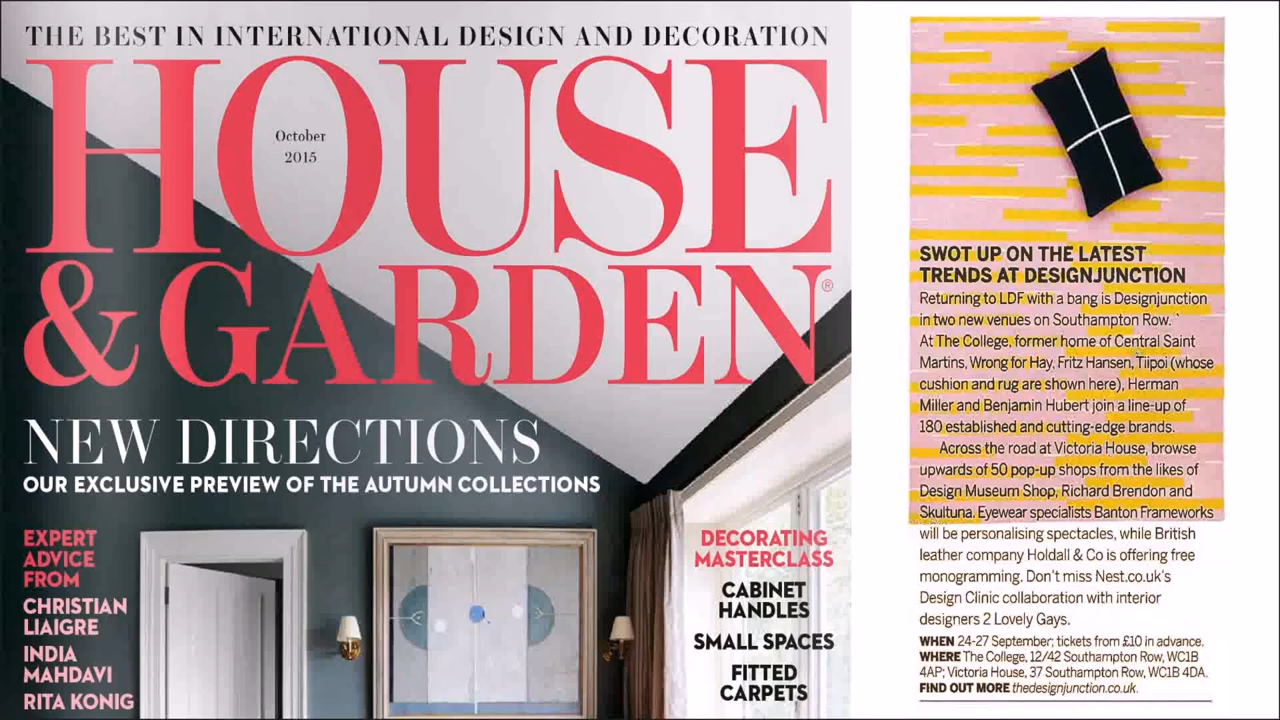 THE BEST IN INTERNATIONAL DESIGN AND DECORATION
HOUSE
October
2015
& GARDEN®
NEW DIRECTIONS
OUR EXCLUSIVE PREVIEW OF THE AUTUMN COLLECTIONS
EXPERT
ADVICE
FROM
CHRISTIAN
LIAIGRE
INDIA
MAHDAVI
RITA KONIG
DECORATING
MASTERCLASS
CABINET
HANDLES
SMALL SPACES
FITTED
CARPETS
SWOT UP ON THE LATEST
TRENDS AT DESIGNJUNCTION
Returning to LDF with a bang is Designjunction
in two new venues on Southampton Row.
At The College, former home of Central Saint
Martins, Wrong for Hay, Fritz Hansen, Tiipoi (whose
cushion and rug are shown here), Herman
Miller and Benjamin Hubert join a line-up of
180 established and cutting-edge brands.
Across the road at Victoria House, browse
upwards of 50 pop-up shops from the likes of
Design Museum Shop, Richard Brendon and
Skultuna. Eyewear specialists Banton Frameworks
will be personalising spectacles, while British
leather company Holdall & Co is offering free
monogramming. Don't miss Nest.co.uk's
Design Clinic collaboration with interior
designers 2 Lovely Gays.
WHEN 24-27 September; tickets from £10 in advance.
WHERE The College, 12/42 Southampton Row, WC1B
4AP; Victoria House, 37 Southampton Row, WC1B 4DA.
FIND OUT MORE thedesignjunction.co.uk.